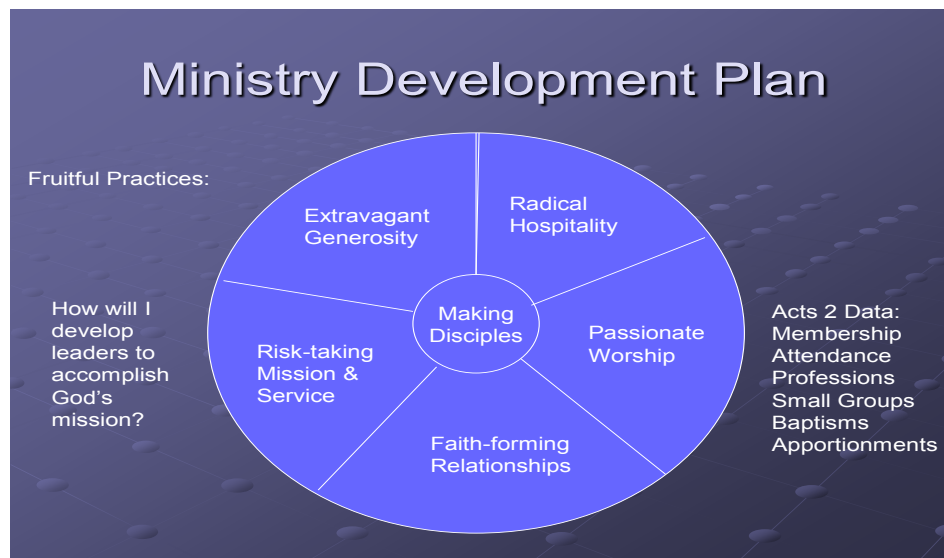 Ministry Development Plan
Fruitful Practices:
Extravagant
Generosity
Radical
Hospitality
How will I
develop
leaders to
accomplish
God's
mission?
Making
Disciples
Passionate
Worship
Risk-taking
Mission &
Service
Faith-forming
Relationships
Acts 2 Data:
Membership
Attendance
Professions
Small Groups
Baptisms
Apportionments